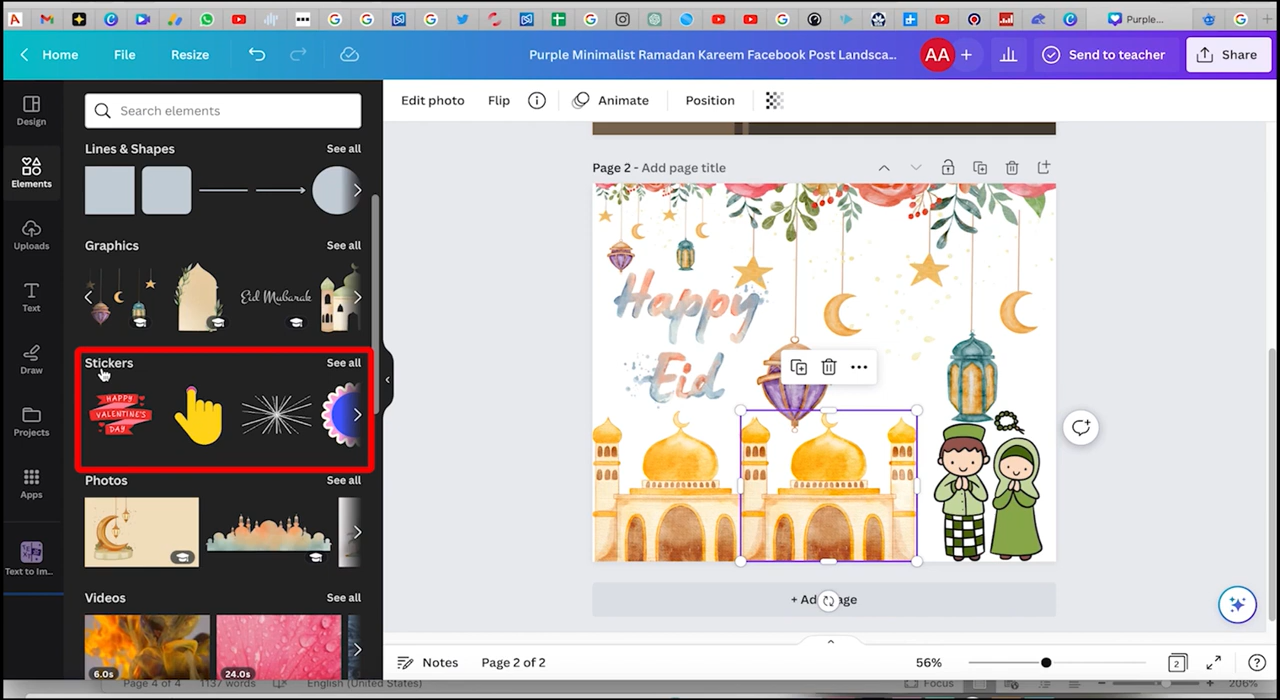 Purple...
Home
File
Resize
Purple Minimalist Ramadan Kareem Facebook Post Landsca...
AA
+
Send to teacher
Share
Design
Elements
Uploads
Text
Draw
Projects
Apps
Text to Im...
Search elements
Lines & Shapes
See all
Graphics
See all
Eid Mubarak
Stickers
See all
HAPPY
VALENTINE'S
DAY
Photos
See all
Videos
See all
6.0s
24.0s
Edit photo
Flip
Animate
Position
Page 2 - Add page title
Happy
Eid
+ Ad age
Notes
Page 2 of 2
56%
2
Page 4 of 4
1137 words
English (United States)
Focus
206%